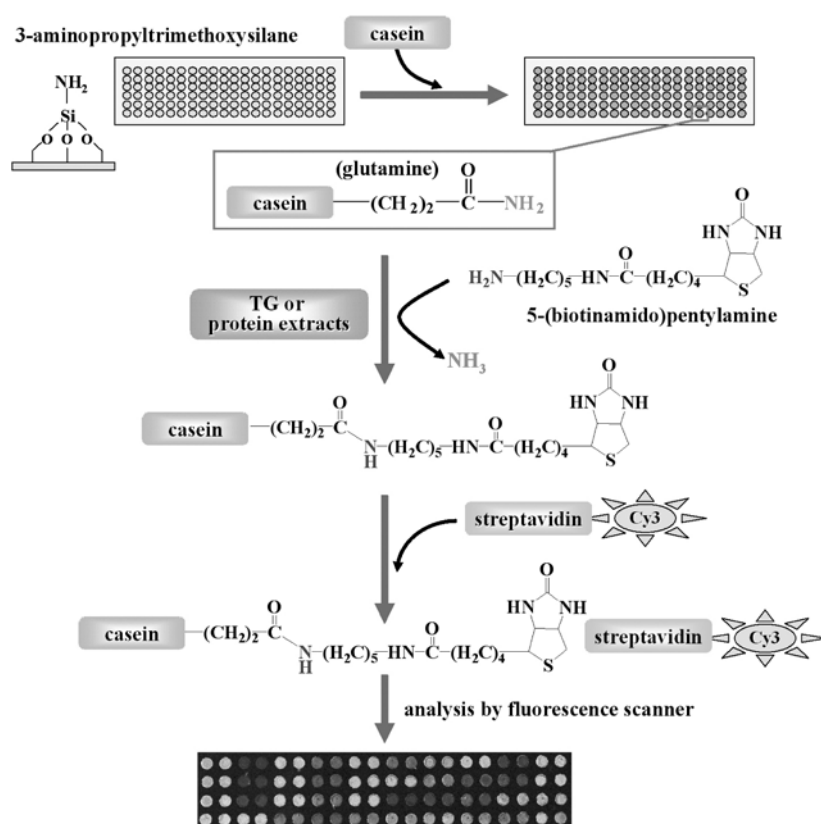 3-aminopropyltrimethoxysilane
casein
NH2
Si
O O O
(glutamine)
O
casein —(CH2)2—C—NH2
O
HN NH
O
H2N—(H2C)5—HN—C—(H2C)4
S
5-(biotinamido)pentylamine
TG or
protein extracts
NH3
O
HN NH
O
casein —(CH2)2 N—(H2C)5—HN—C—(H2C)4
H
O
S
streptavidin Cy3
O
HN NH
O
casein —(CH2)2 N—(H2C)5—HN—C—(H2C)4
H
O
S
streptavidin Cy3
analysis by fluorescence scanner